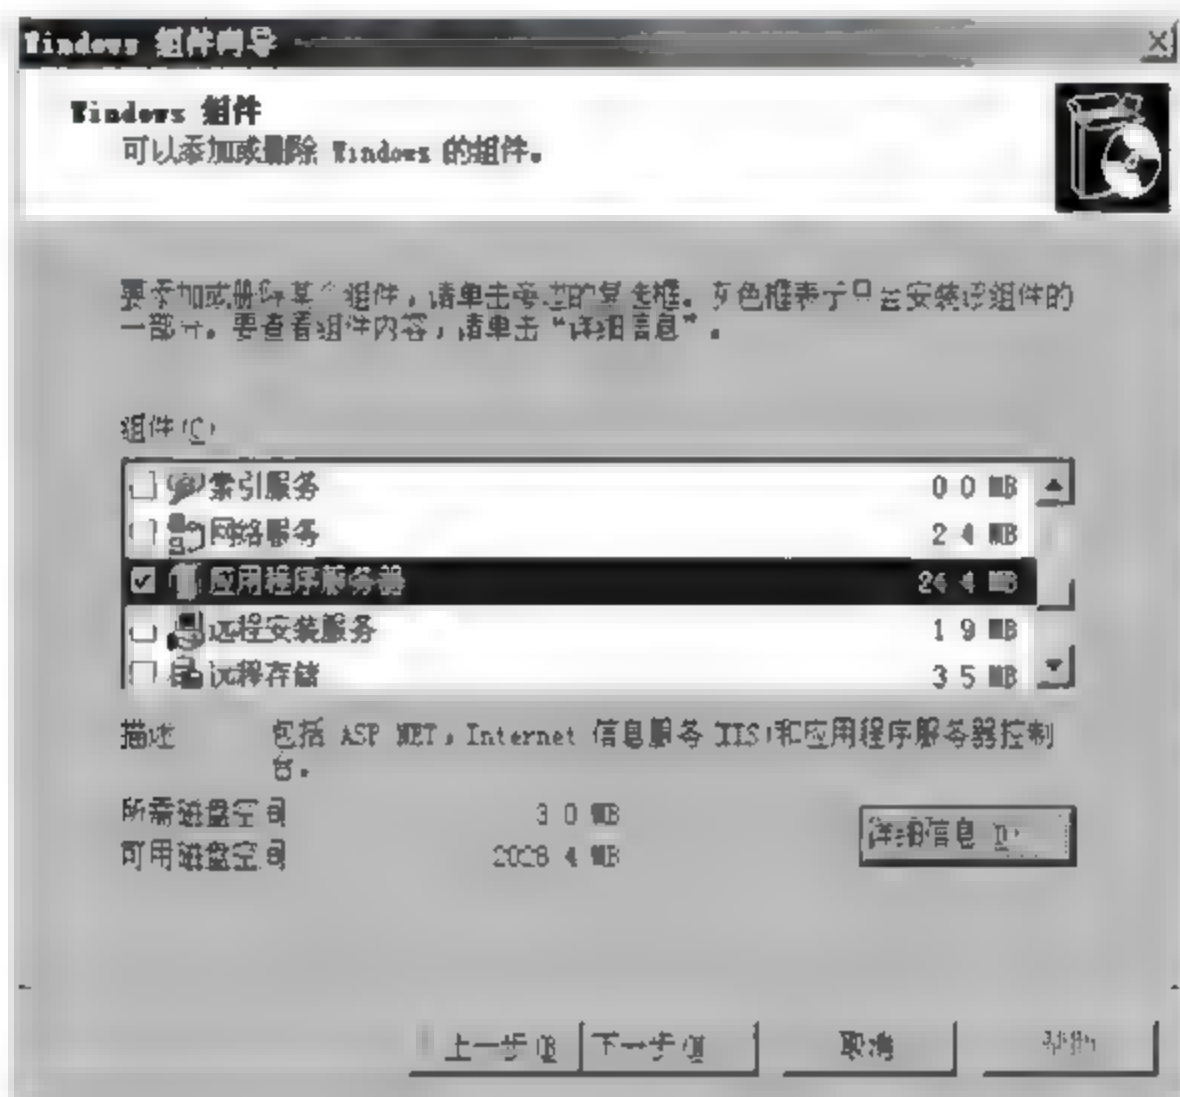 Windows 组件向导
Windows 组件
可以添加或删除 Windows 的组件。
要添加或删除某个组件，请单击旁边的复选框。灰色框表示只会安装该组件的
一部分。要查看组件内容，请单击“详细信息”。
组件(C)
索引服务 0 0 MB
网络服务 2 4 MB
应用程序服务器 24 4 MB
远程安装服务 1 9 MB
远程存储 3 5 MB
描述 包括 ASP NET，Internet 信息服务 IIS)和应用程序服务器控制
台。
所需磁盘空间 3 0 MB
可用磁盘空间 2028 4 MB
详细信息 D
上一步(B 下一步(N 取消 帮助